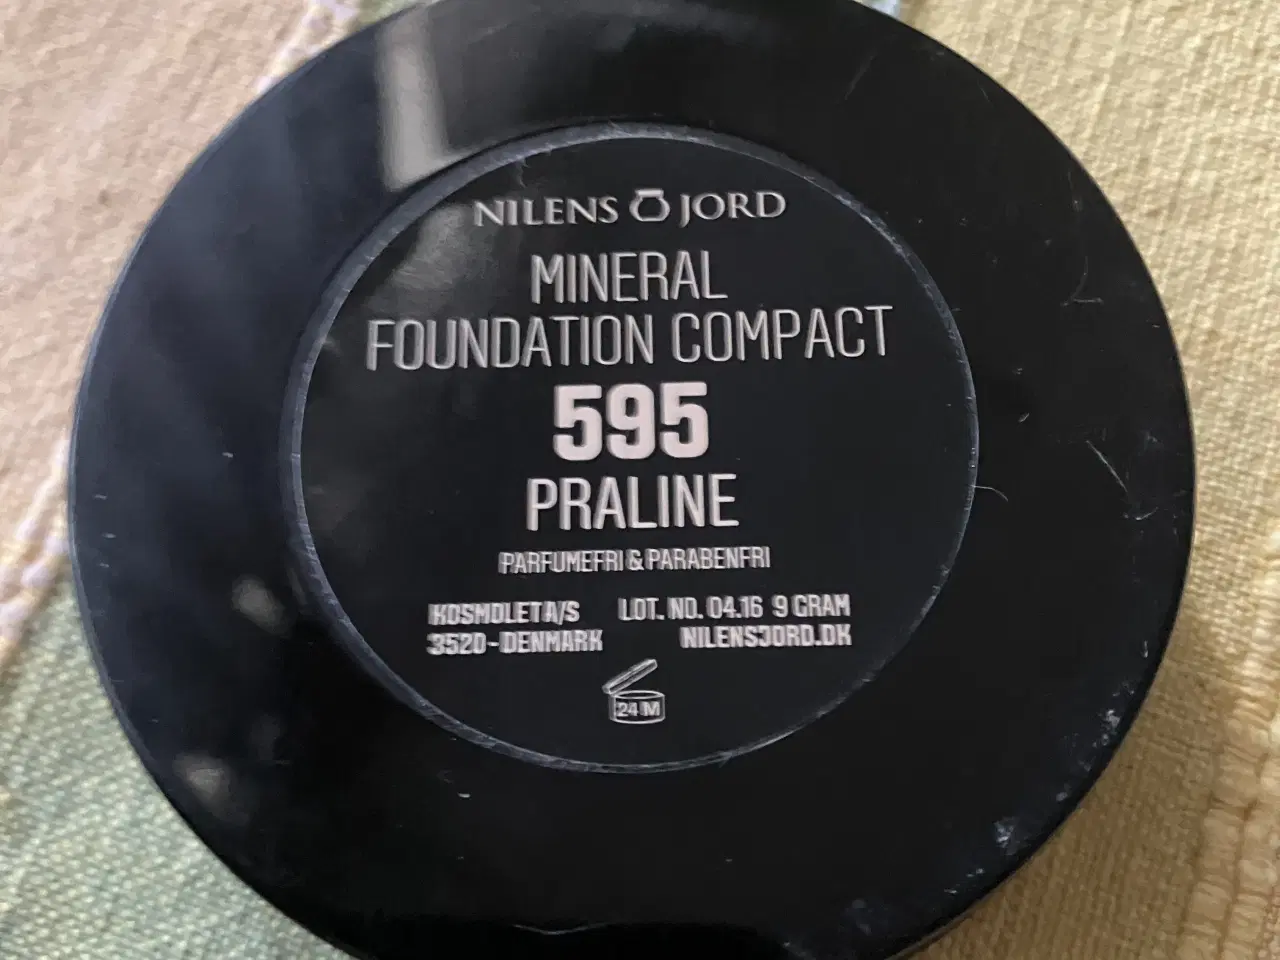 NILENS JORD
MINERAL
FOUNDATION COMPACT
595
PRALINE
PARFUMEFRI & PARABENFRI
KOSMOLET A/S LOT. NO. 04.16 9 GRAM
3520-DENMARK NILENSJORD.DK
24 M